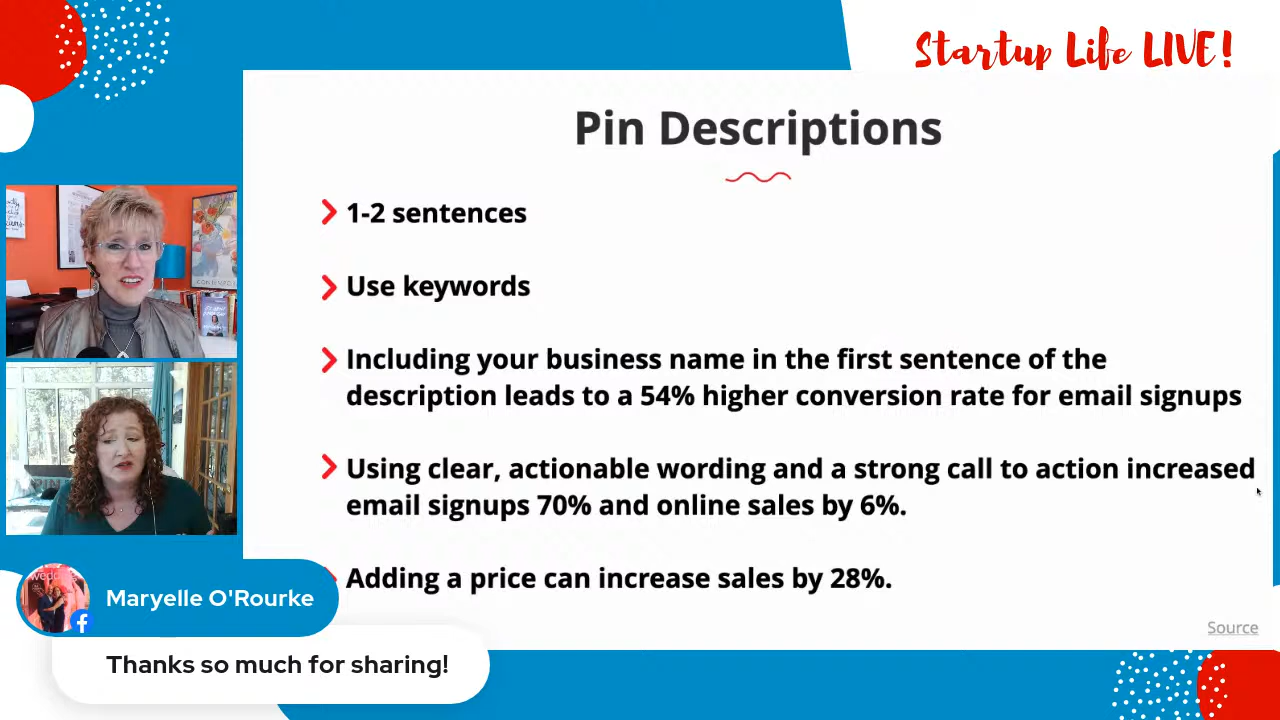 Startup Life LIVE!
Pin Descriptions
1-2 sentences
Use keywords
Including your business name in the first sentence of the
description leads to a 54% higher conversion rate for email signups
Using clear, actionable wording and a strong call to action increased
email signups 70% and online sales by 6%.
Adding a price can increase sales by 28%.
Source
Maryelle O'Rourke
Thanks so much for sharing!